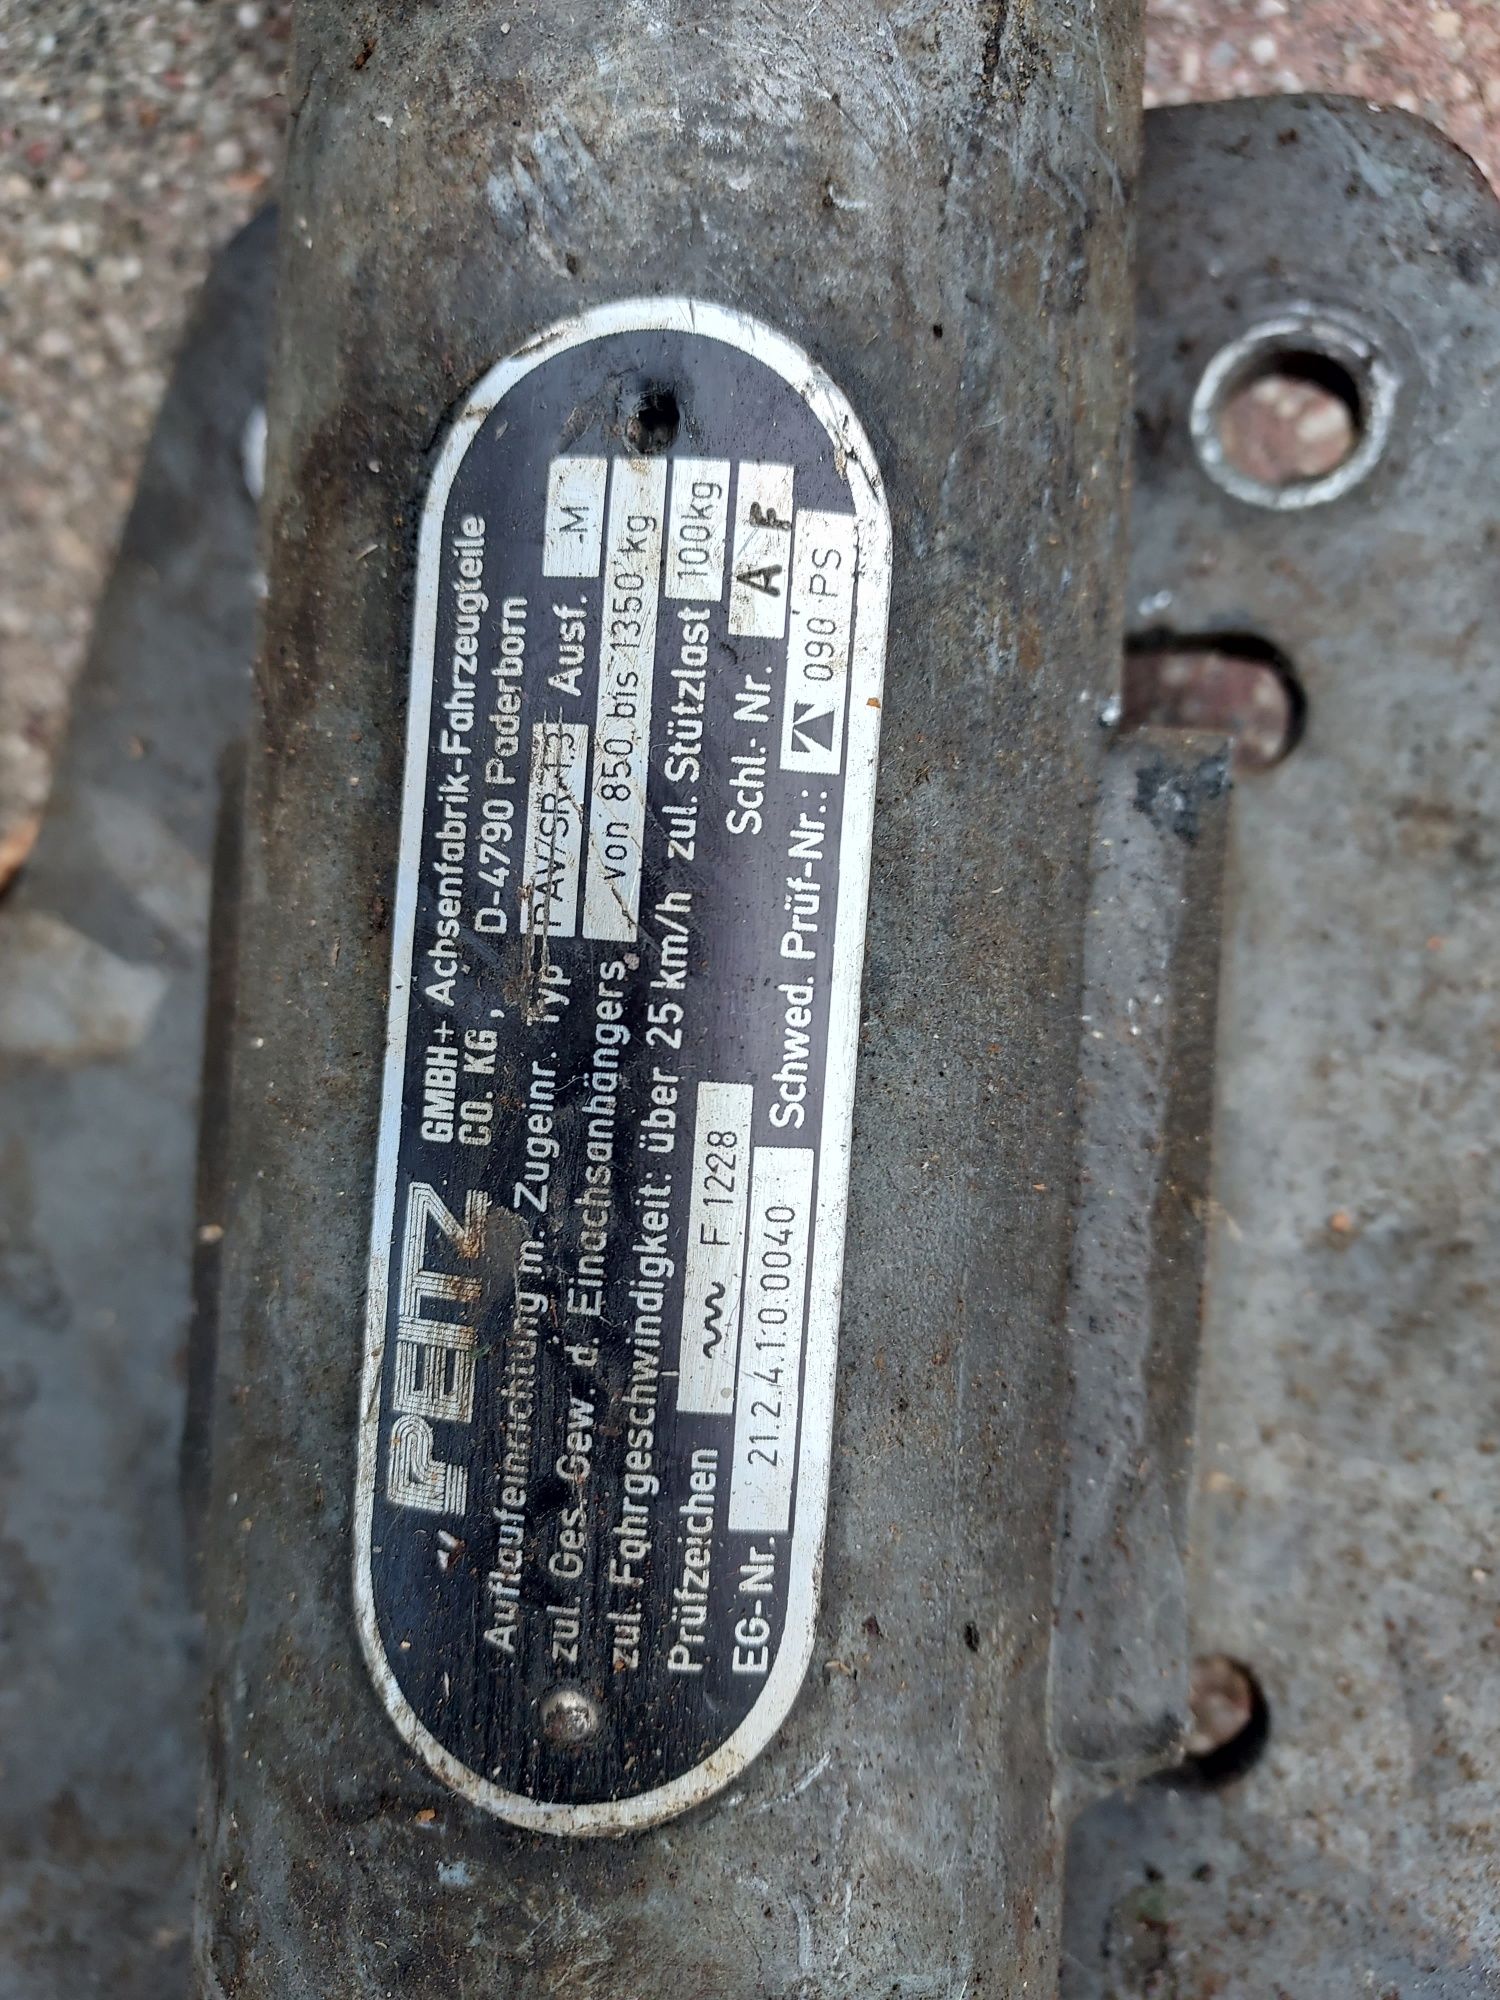 PEITZ GMBH+ Achsenfabrik-Fahrzeugteile
CO. KG, D-4790 Paderborn
Auflaufeinrichtung m. Zugeinr. Typ PAV/SR 1,3 Ausf. -M
zul. Ges. Gew. d. Einachsanhängers von 850 bis 1350 kg
zul. Fahrgeschwindigkeit: über 25 km/h zul. Stützlast 100kg
Prüfzeichen F 1228 Schl.- Nr. A F
EG-Nr. 21.2.4.1.0.0040 Schwed. Prüf-Nr.: 090 PS